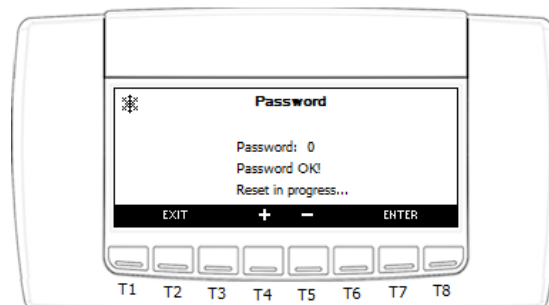 Password
Password: 0
Password OK!
Reset in progress...
EXIT + − ENTER
T1 T2 T3 T4 T5 T6 T7 T8